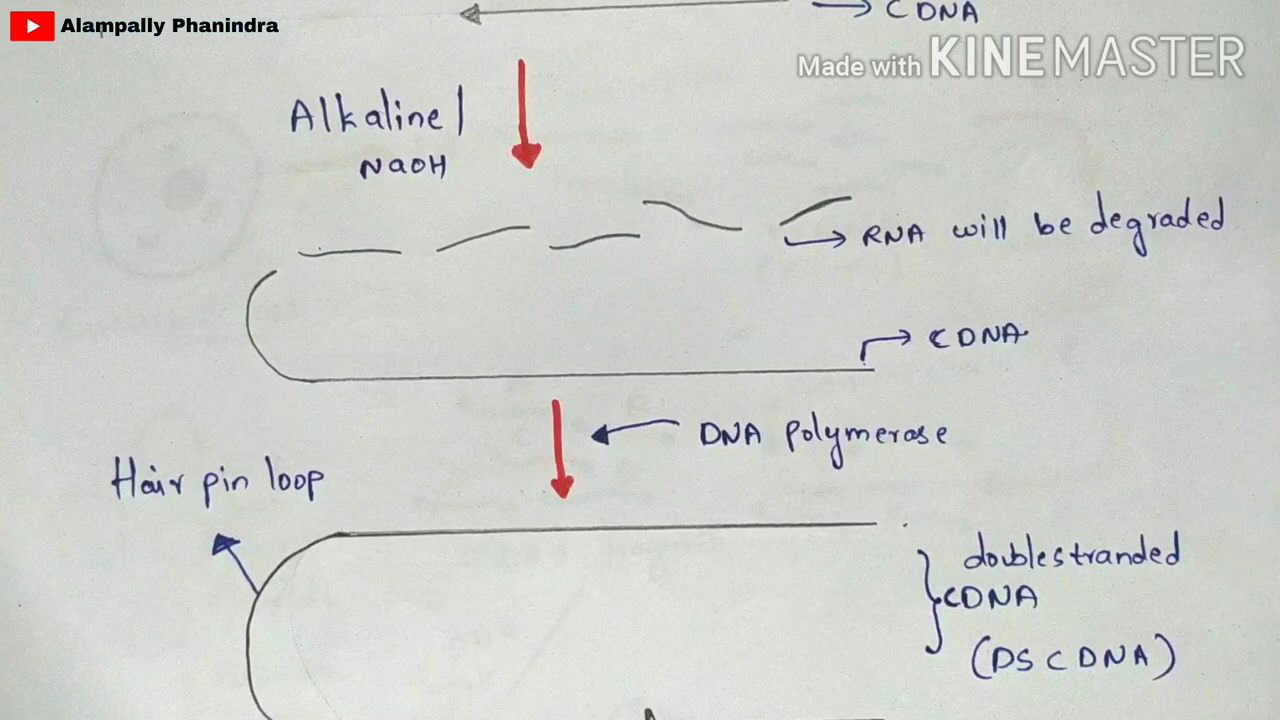 Alampally Phanindra
CDNA
Made with KINEMASTER
Alkaline/
NaOH
RNA will be degraded
CDNA
DNA polymerase
Hair pin loop
doublestranded
CDNA
(DS CDNA)